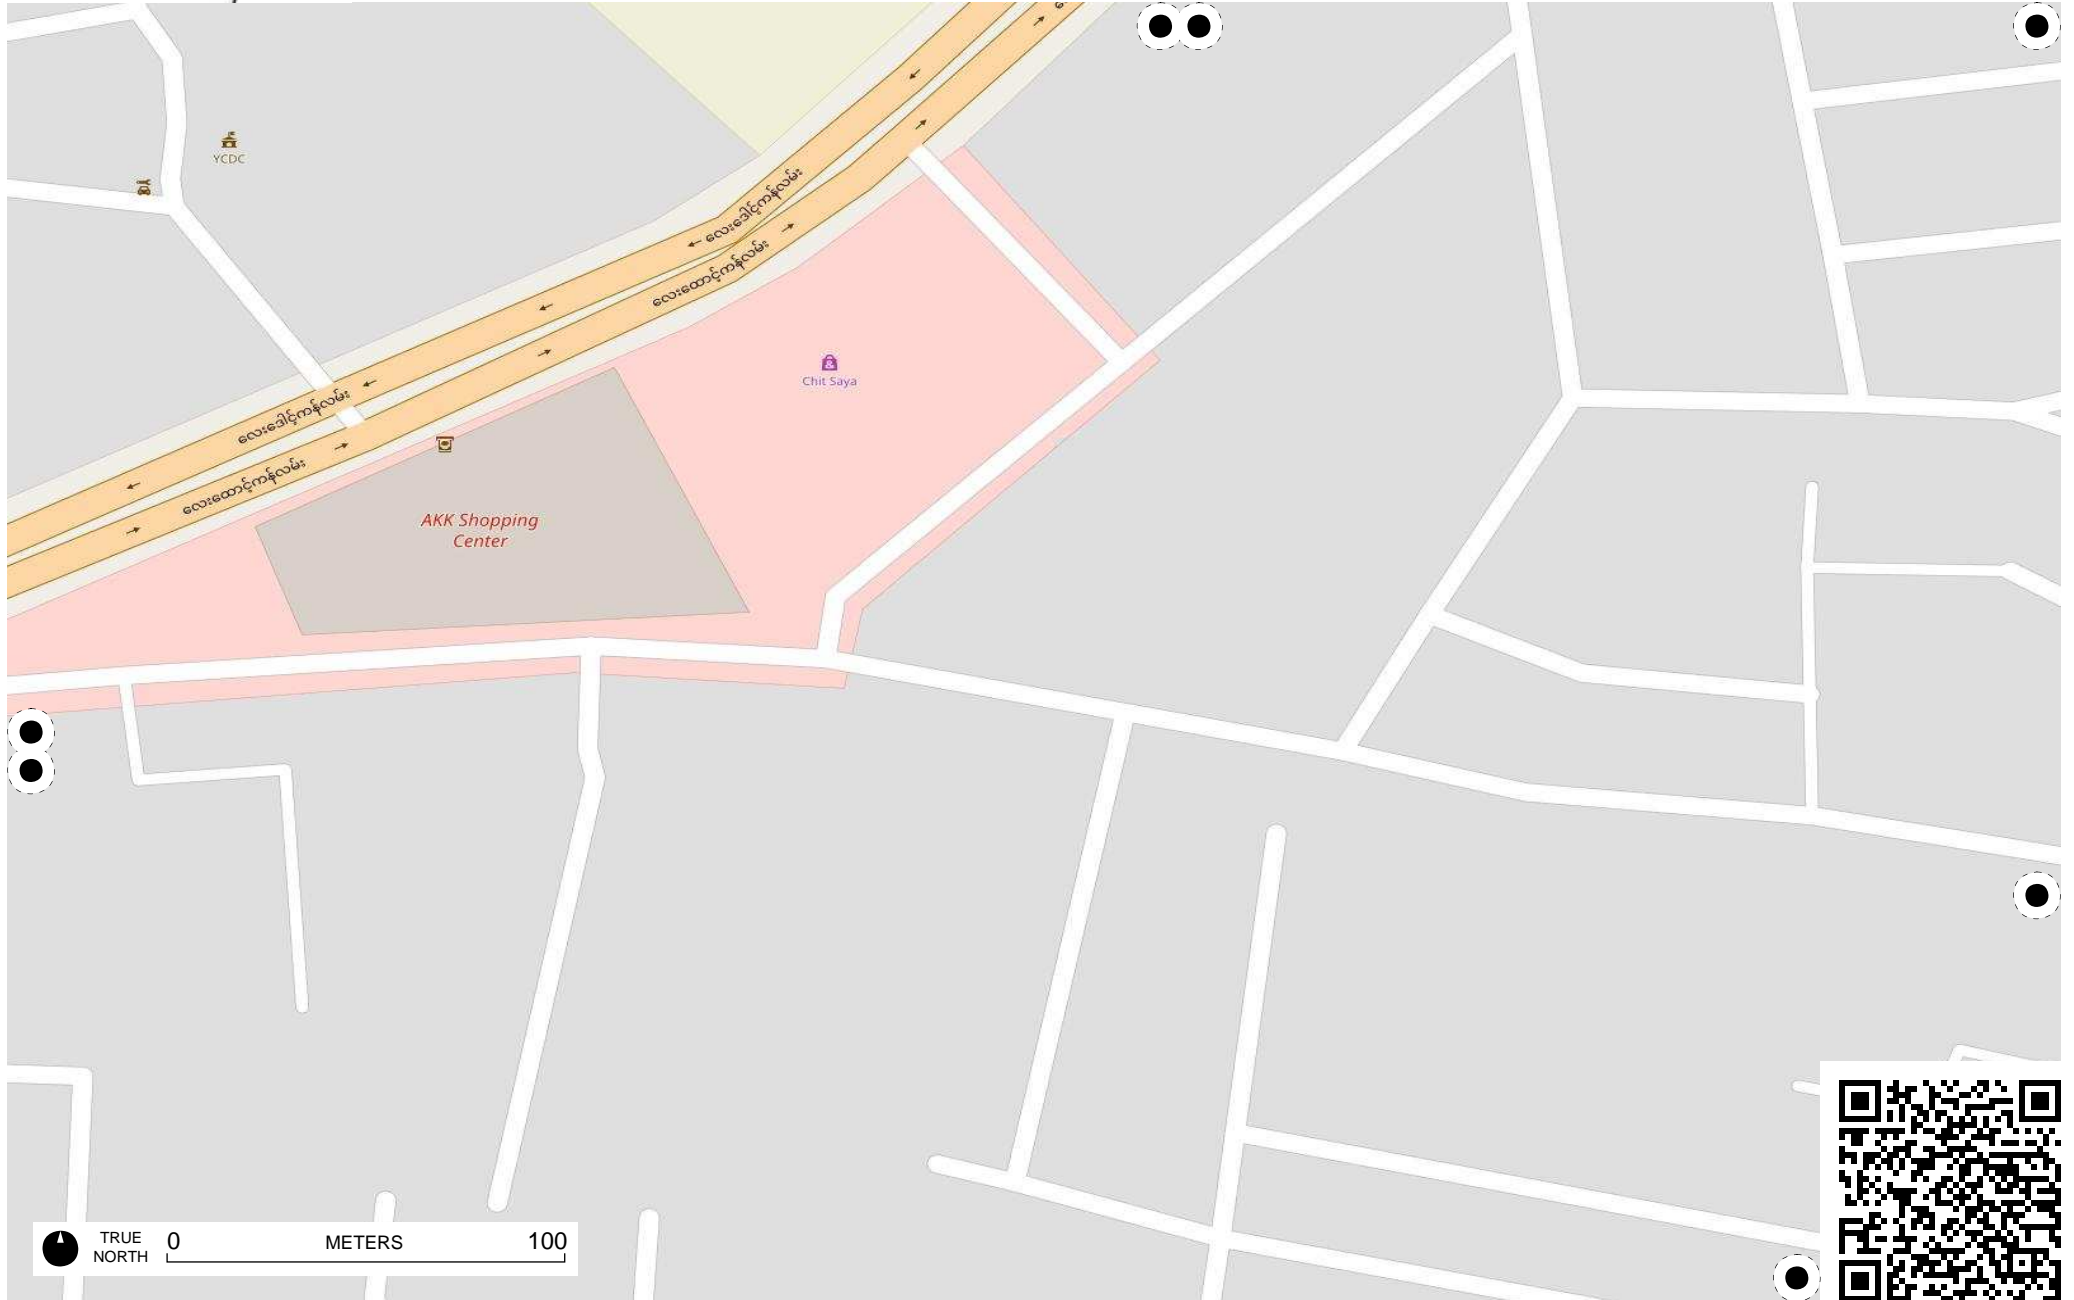 YCDC
လေးဒေါင့်ကန်လမ်း
လေးထောင့်ကန်လမ်း
Chit Saya
လေးဒေါင့်ကန်လမ်း
လေးထောင့်ကန်လမ်း
AKK Shopping
Center
TRUE
NORTH
0
METERS
100